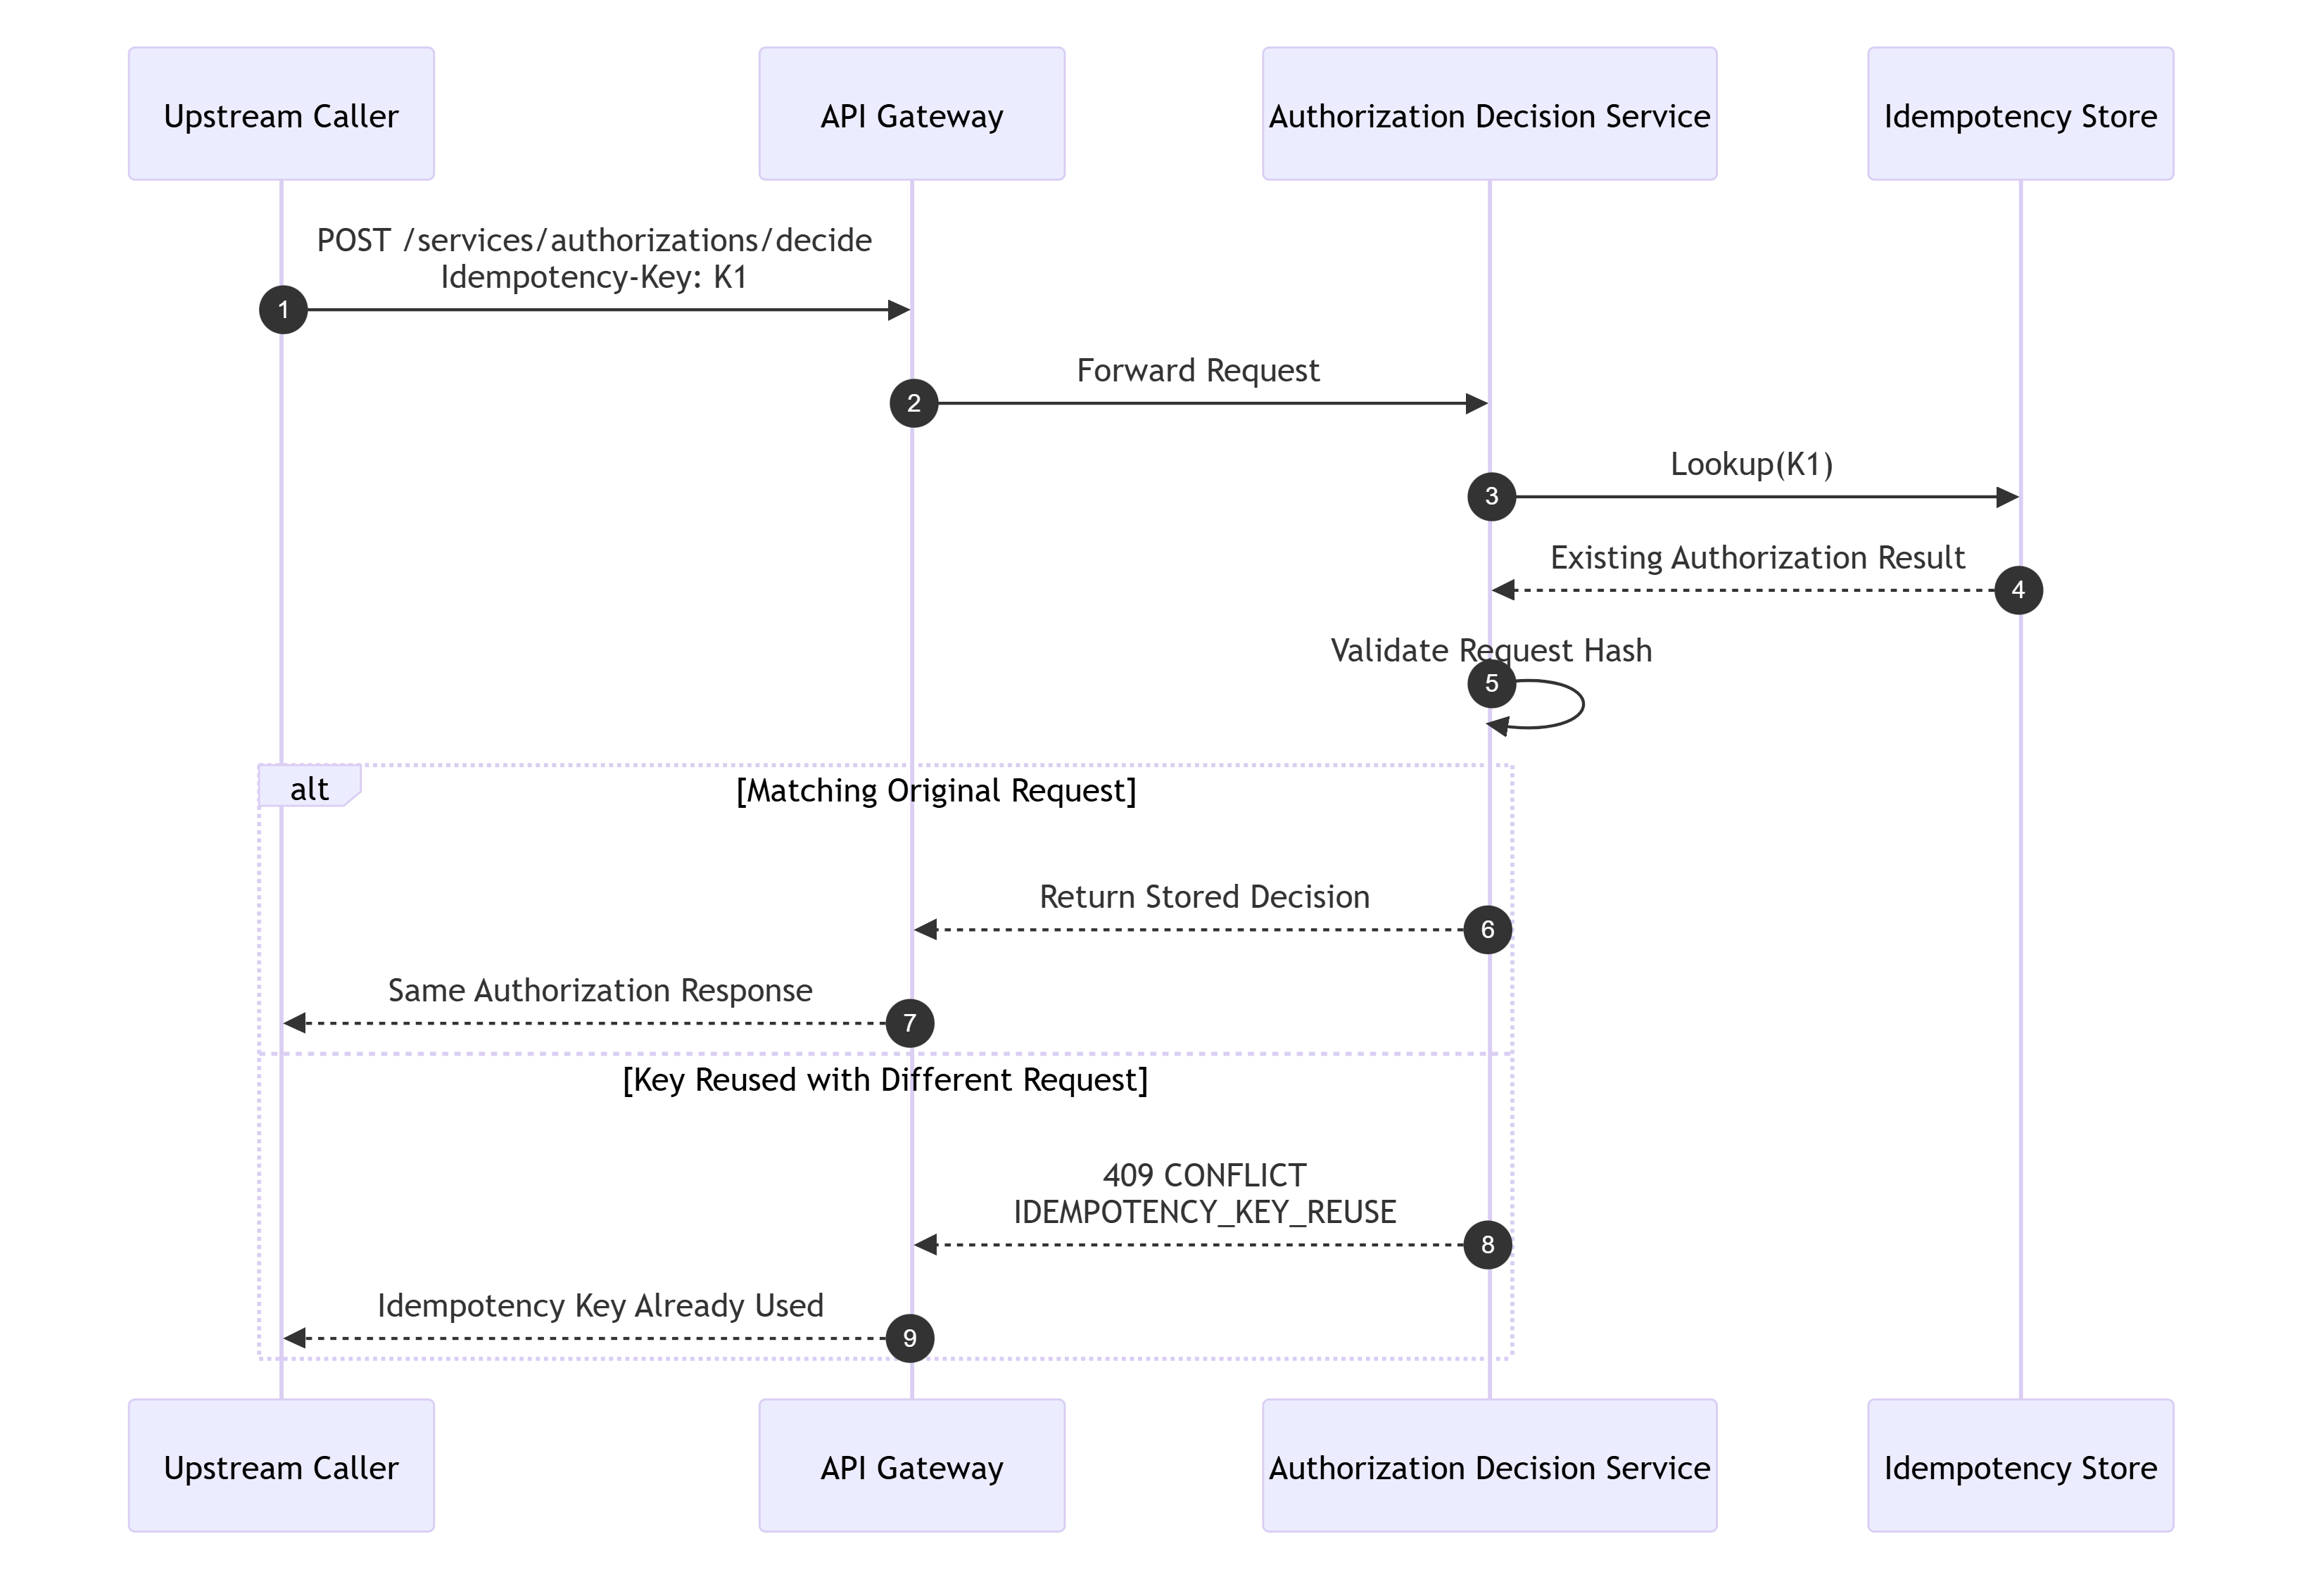 Upstream Caller
API Gateway
Authorization Decision Service
Idempotency Store
POST /services/authorizations/decide
Idempotency-Key: K1
1
Forward Request
2
Lookup(K1)
3
Existing Authorization Result
4
Validate Request Hash
5
alt
[Matching Original Request]
Return Stored Decision
6
Same Authorization Response
7
[Key Reused with Different Request]
409 CONFLICT
IDEMPOTENCY_KEY_REUSE
8
Idempotency Key Already Used
9
Upstream Caller
API Gateway
Authorization Decision Service
Idempotency Store